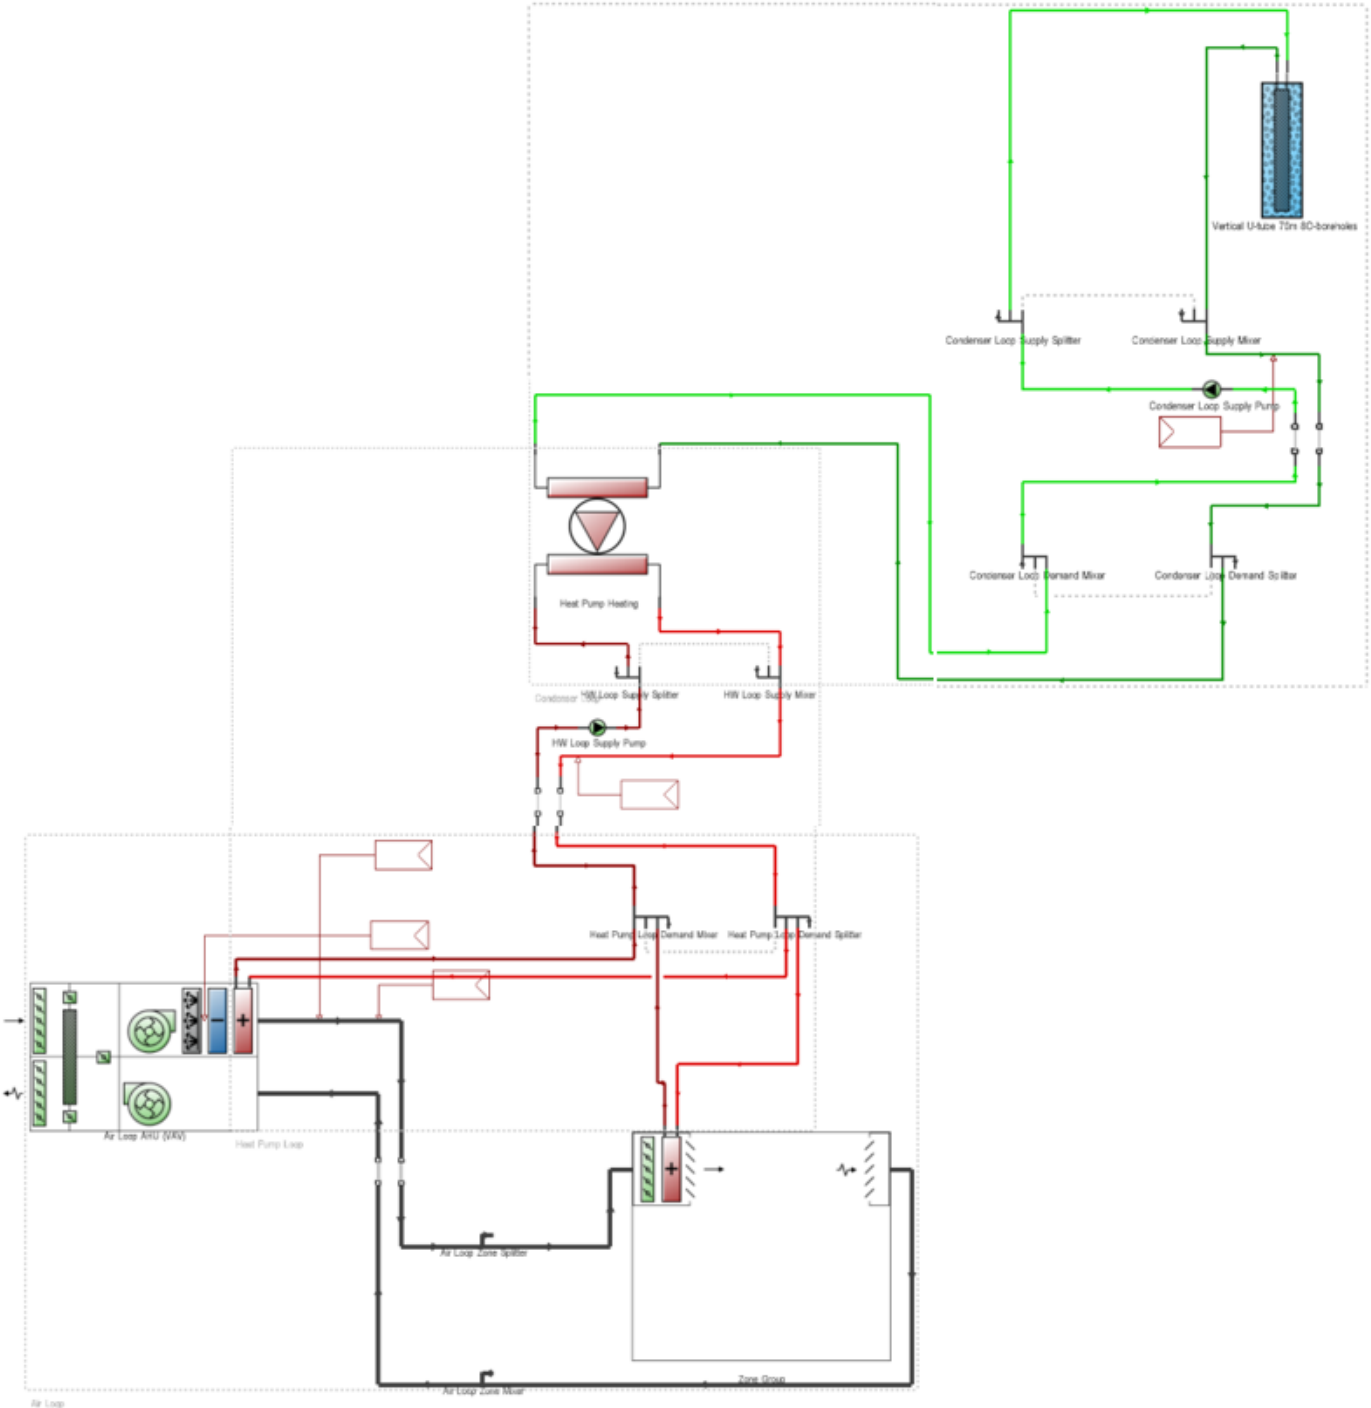 Vertical U-tube 76m 80-boreholes
Condenser Loop Supply Splitter
Condenser Loop Supply Mixer
Condenser Loop Supply Pump
Condenser Loop Demand Mixer
Condenser Loop Demand Splitter
Heat Pump Heating
Condenser Loop
HW Loop Supply Splitter
HW Loop Supply Mixer
HW Loop Supply Pump
Heat Pump Loop Demand Mixer
Heat Pump Loop Demand Splitter
Air Loop AHU (VAV)
Heat Pump Loop
Air Loop Zone Splitter
Zone Group
Air Loop Zone Mixer
Air Loop